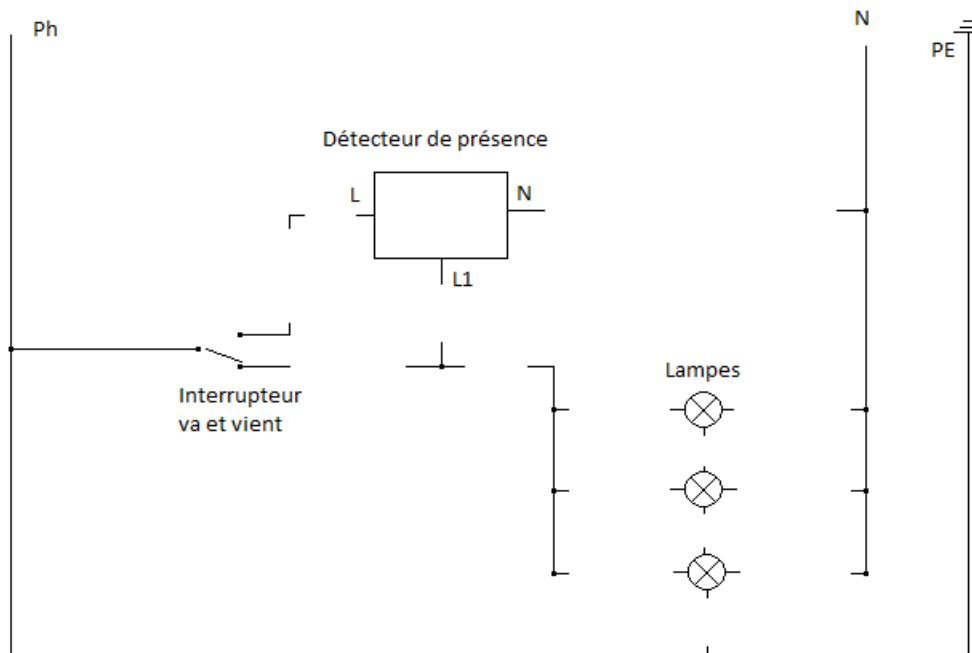 Ph
N
PE
Détecteur de présence
L
N
L1
Interrupteur
va et vient
Lampes